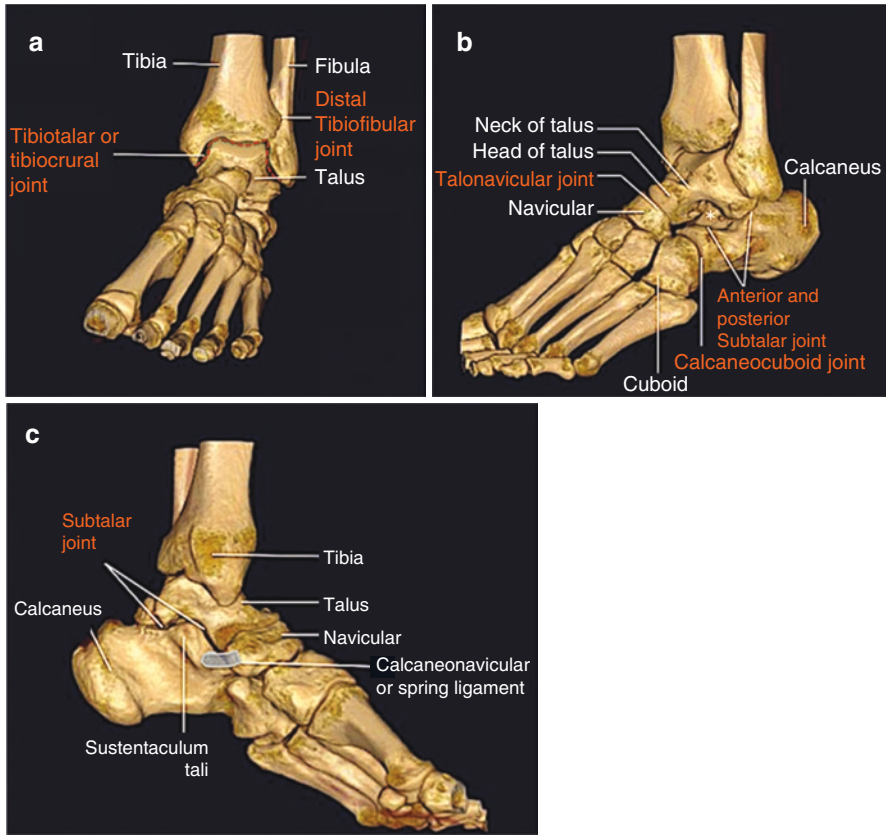 a
Tibia
Fibula
Distal
Tibiofibular
joint
Tibiotalar or
tibiocrural
joint
Talus
b
Neck of talus
Head of talus
Talonavicular joint
Navicular
Calcaneus
*
Anterior and
posterior
Subtalar joint
Calcaneocuboid joint
Cuboid
c
Subtalar
joint
Calcaneus
Tibia
Talus
Navicular
Calcaneonavicular
or spring ligament
Sustentaculum
tali